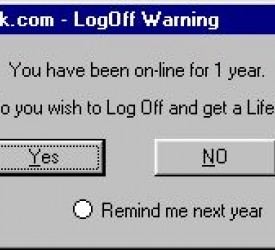 k.com - LogOff Warning
You have been on-line for 1 year.
o you wish to Log Off and get a Life
Yes
NO
Remind me next year